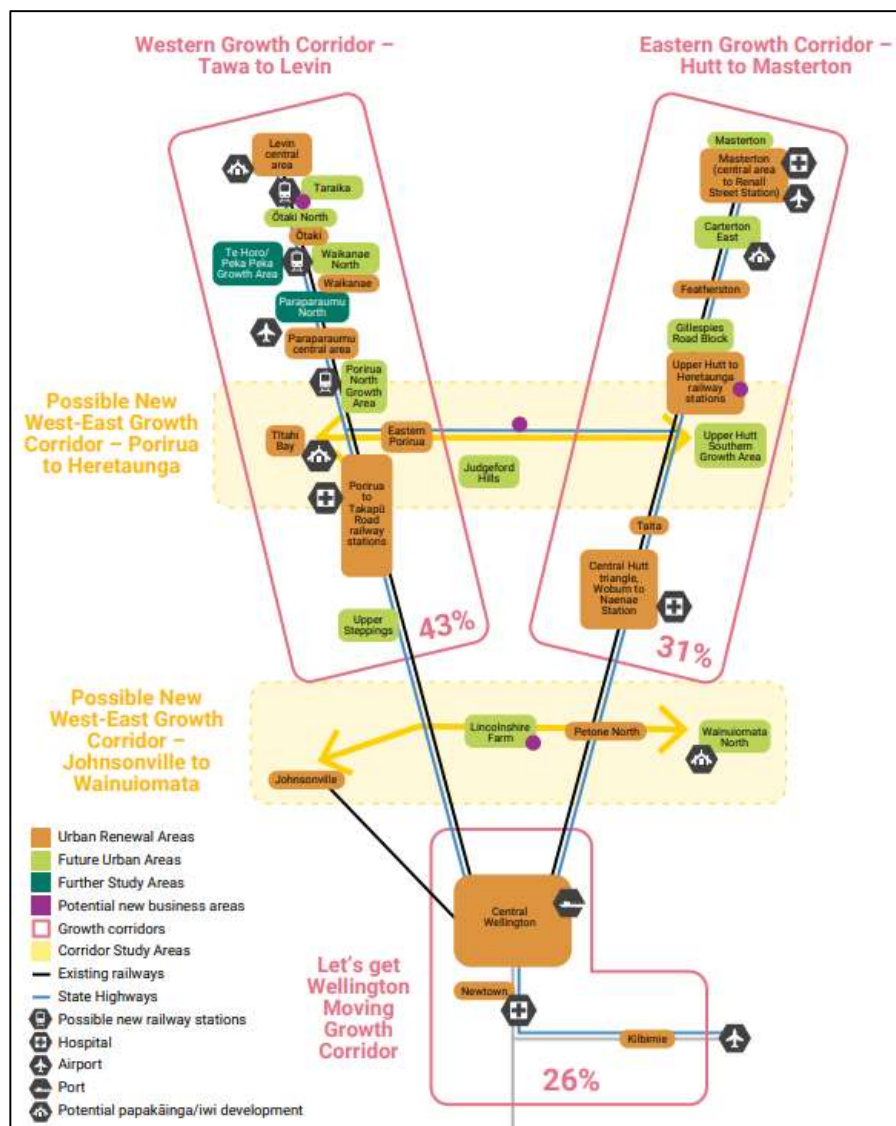 Western Growth Corridor –
Tawa to Levin
Eastern Growth Corridor –
Hutt to Masterton
Levin
central
area
Taraika
Ōtaki North
Ōtaki
Te Horo/
Peka Peka
Growth Area
Waikanae
North
Waikanae
Paraparaumu
North
Paraparaumu
central area
Porirua
North
Growth
Area
Masterton
Masterton
(central area
to Renall
Street Station)
Carterton
East
Featherston
Gillespies
Road Block
Upper Hutt to
Heretaunga
railway
stations
Possible New
West-East Growth
Corridor – Porirua
to Heretaunga
Titahi
Bay
Eastern
Porirua
Judgeford
Hills
Upper Hutt
Southern
Growth Area
Porirua
to
Takapū
Road
railway
stations
Taita
Central Hutt
triangle,
Woburn to
Naenae
Station
Upper
Steppings
43%
31%
Possible New
West-East Growth
Corridor –
Johnsonville to
Wainuiomata
Lincolnshire
Farm
Petone North
Wainuiomata
North
Johnsonville
Urban Renewal Areas
Future Urban Areas
Further Study Areas
Potential new business areas
Growth corridors
Corridor Study Areas
Existing railways
State Highways
Possible new railway stations
Hospital
Airport
Port
Potential papakāinga/iwi development
Central
Wellington
Let's get
Wellington
Moving
Growth
Corridor
Newtown
Kilbirnie
26%